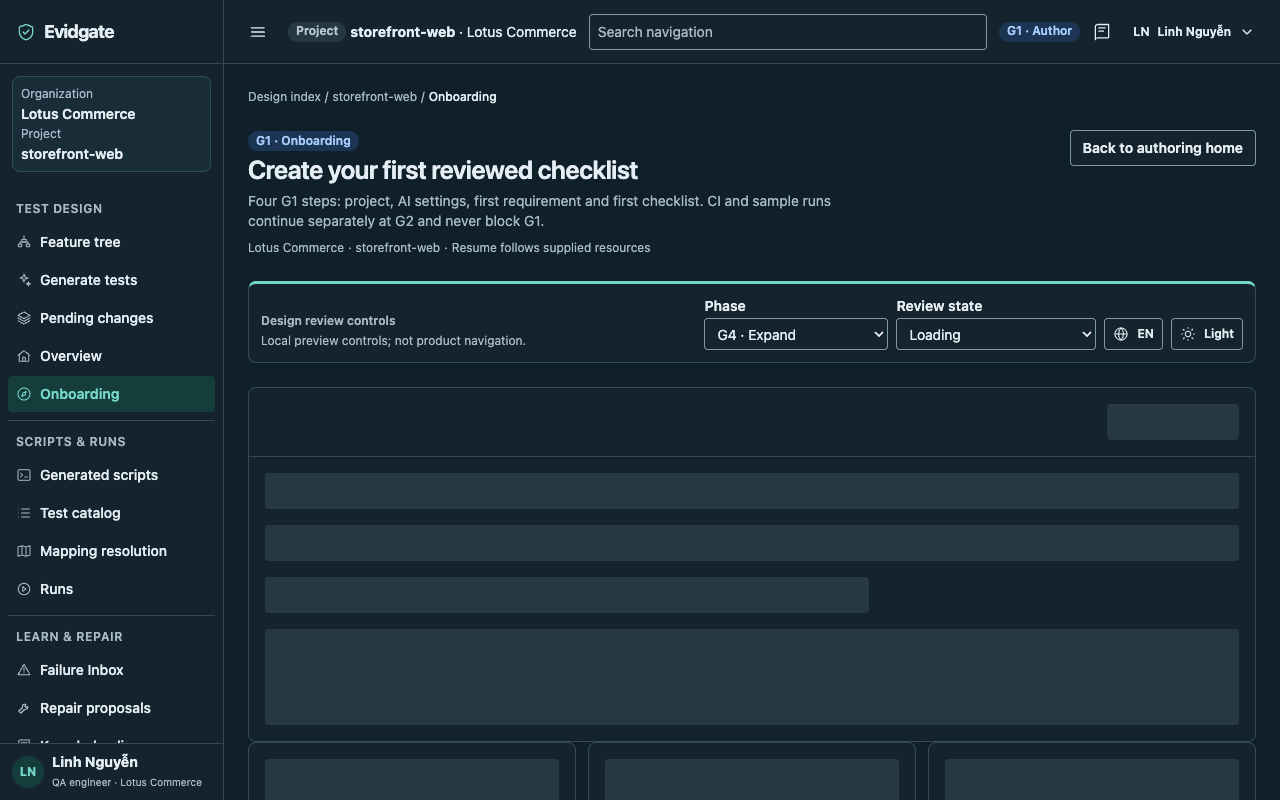 Evidgate
Project storefront-web · Lotus Commerce
Search navigation
G1 · Author
LN Linh Nguyễn
Organization
Lotus Commerce
Project
storefront-web
TEST DESIGN
Feature tree
Generate tests
Pending changes
Overview
Onboarding
SCRIPTS & RUNS
Generated scripts
Test catalog
Mapping resolution
Runs
LEARN & REPAIR
Failure Inbox
Repair proposals
LN
Linh Nguyễn
QA engineer · Lotus Commerce
Design index / storefront-web / Onboarding
G1 · Onboarding
Create your first reviewed checklist
Four G1 steps: project, AI settings, first requirement and first checklist. CI and sample runs
continue separately at G2 and never block G1.
Lotus Commerce · storefront-web · Resume follows supplied resources
Back to authoring home
Design review controls
Local preview controls; not product navigation.
Phase
G4 · Expand
Review state
Loading
EN
Light